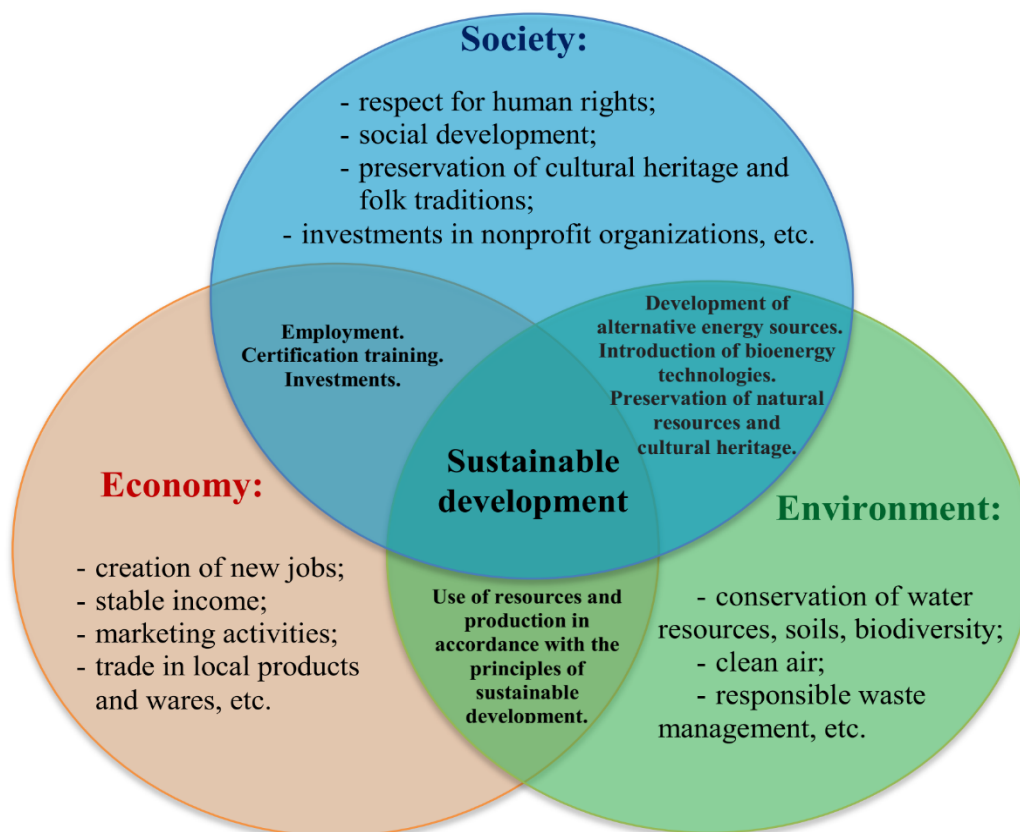 Society:
- respect for human rights;
- social development;
- preservation of cultural heritage and
folk traditions;
- investments in nonprofit organizations, etc.
Employment.
Certification training.
Investments.
Development of
alternative energy sources.
Introduction of bioenergy
technologies.
Preservation of natural
resources and
cultural heritage.
Sustainable
development
Economy:
- creation of new jobs;
- stable income;
- marketing activities;
- trade in local products
and wares, etc.
Use of resources and
production in
accordance with the
principles of
sustainable
development.
Environment:
- conservation of water
resources, soils, biodiversity;
- clean air;
- responsible waste
management, etc.